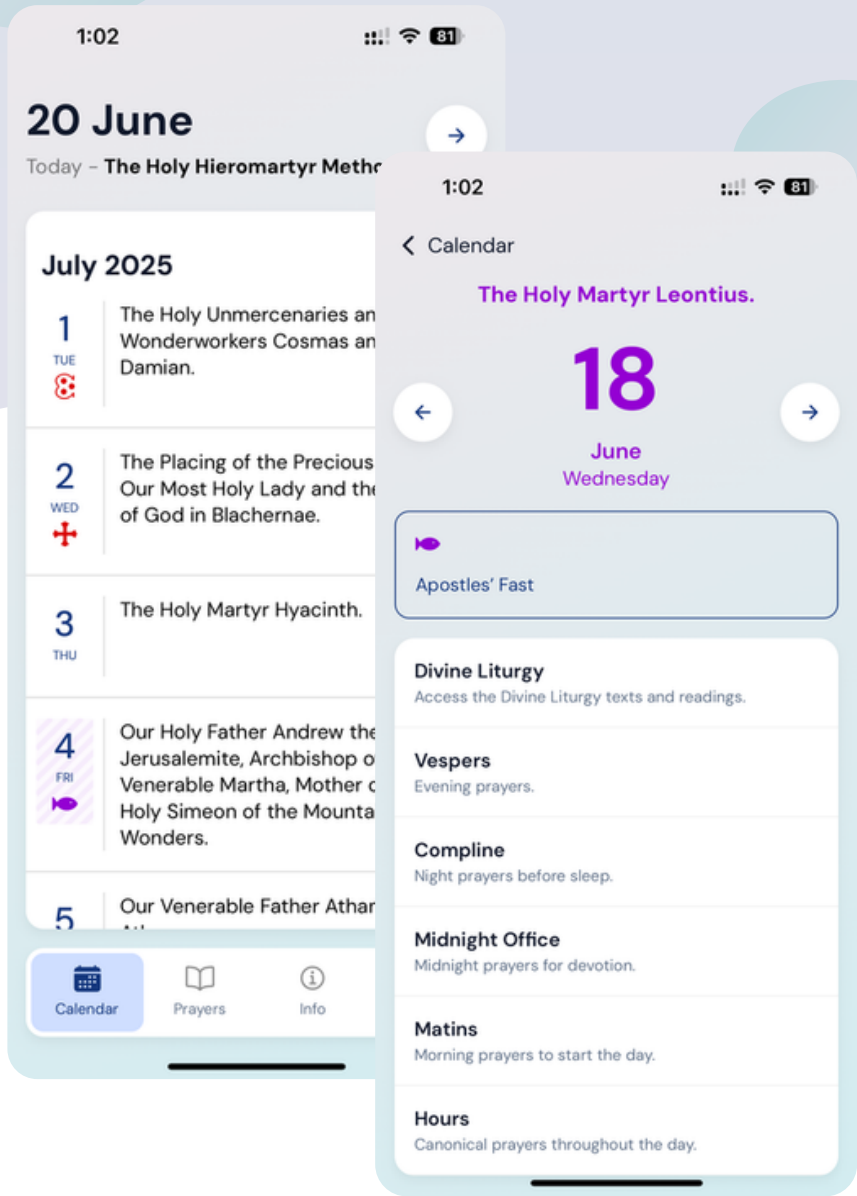 1:02
81
20 June
Today – The Holy Hieromartyr
July 2025
1
TUE
The Holy Unmercenaries
Wonderworkers Cosmas
Damian.
2
WED
The Placing of the Precious
Our Most Holy Lady and
of God in Blachernae.
3
THU
The Holy Martyr Hyacinth.
4
FRI
Our Holy Father Andrew the
Jerusalemite, Archbishop
Venerable Martha, Mother
Holy Simeon of the
Wonders.
5
Our Venerable Father
Calendar
Prayers
Info
1:02
81
Calendar
The Holy Martyr Leontius.
18
June
Wednesday
Apostles’ Fast
Divine Liturgy
Access the Divine Liturgy texts and readings.
Vespers
Evening prayers.
Compline
Night prayers before sleep.
Midnight Office
Midnight prayers for devotion.
Matins
Morning prayers to start the day.
Hours
Canonical prayers throughout the day.